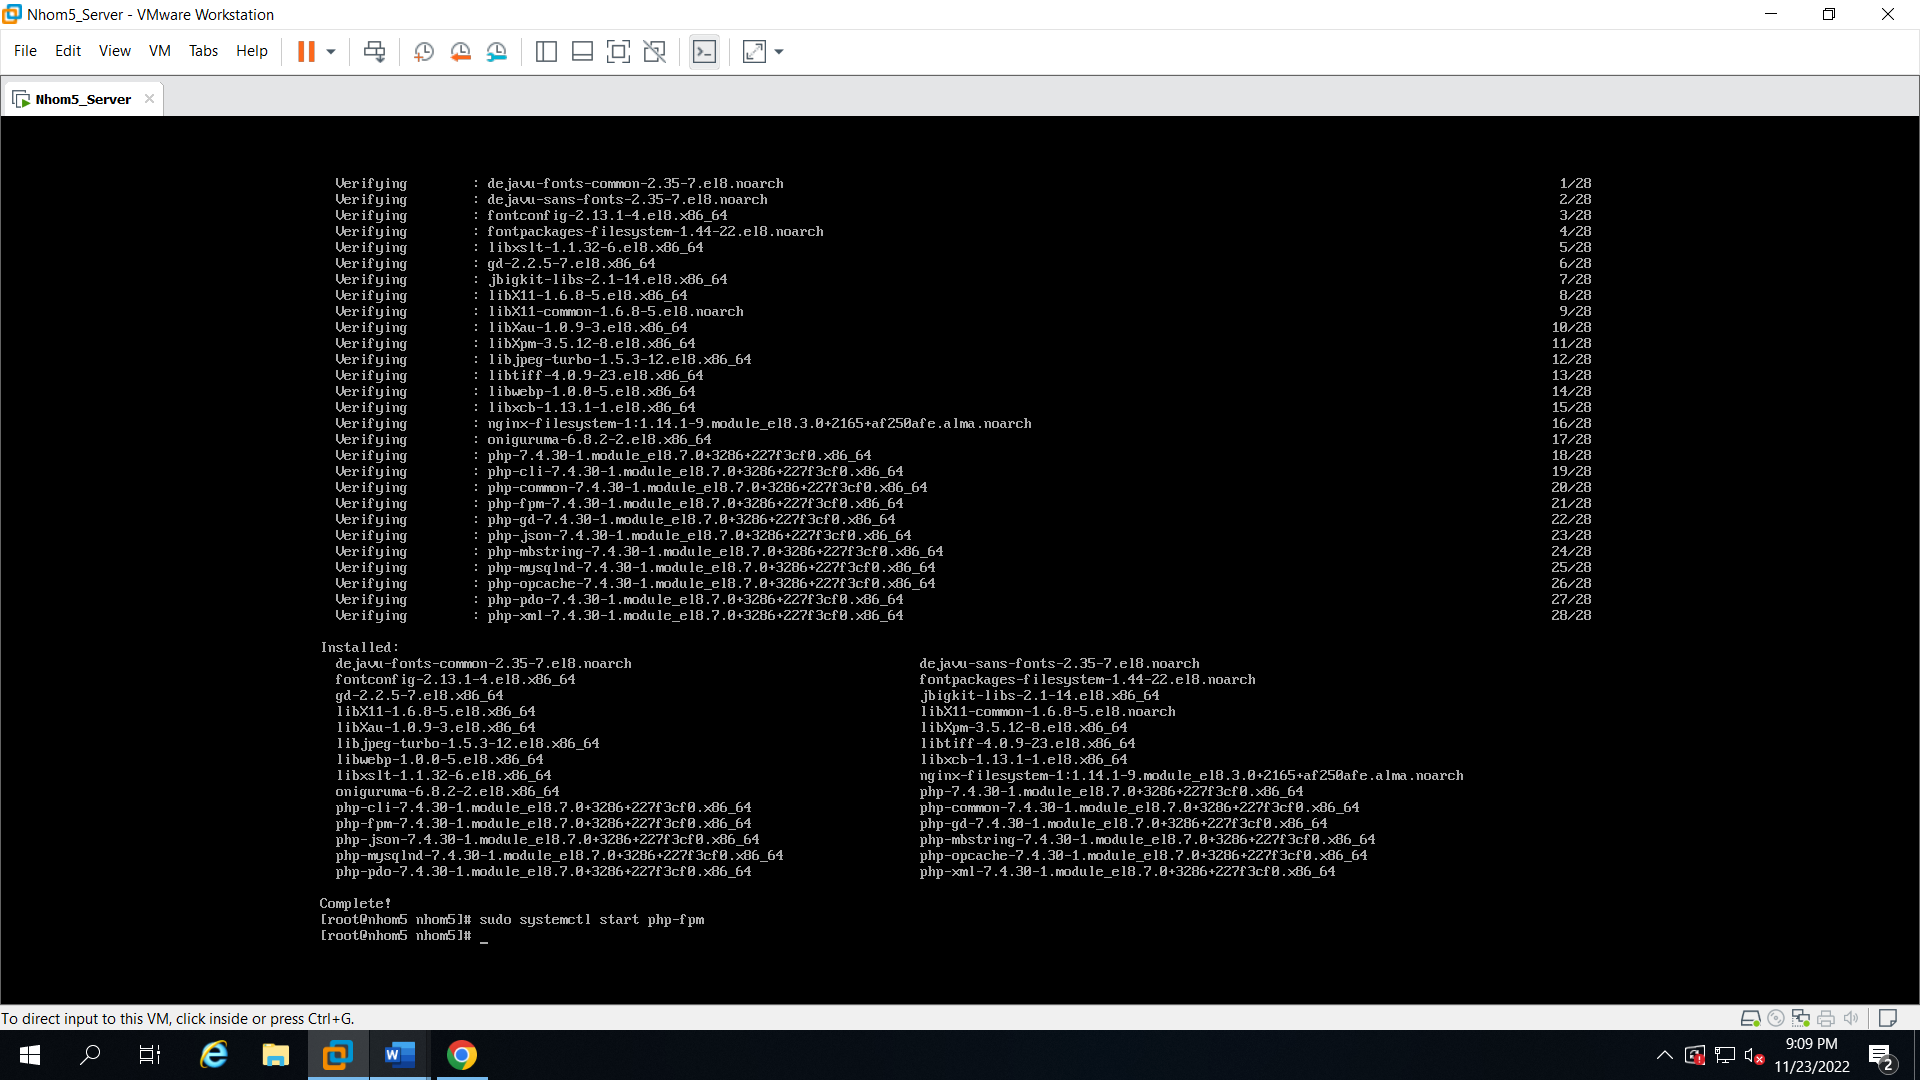 Nhom5_Server - VMware Workstation
File Edit View VM Tabs Help
Nhom5_Server
Verifying : dejavu-fonts-common-2.35-7.el8.noarch 1/28
Verifying : dejavu-sans-fonts-2.35-7.el8.noarch 2/28
Verifying : fontconfig-2.13.1-4.el8.x86_64 3/28
Verifying : fontpackages-filesystem-1.44-22.el8.noarch 4/28
Verifying : libxslt-1.1.32-6.el8.x86_64 5/28
Verifying : gd-2.2.5-7.el8.x86_64 6/28
Verifying : jbigkit-libs-2.1-14.el8.x86_64 7/28
Verifying : libX11-1.6.8-5.el8.x86_64 8/28
Verifying : libX11-common-1.6.8-5.el8.noarch 9/28
Verifying : libXau-1.0.9-3.el8.x86_64 10/28
Verifying : libXpm-3.5.12-8.el8.x86_64 11/28
Verifying : libjpeg-turbo-1.5.3-12.el8.x86_64 12/28
Verifying : libtiff-4.0.9-23.el8.x86_64 13/28
Verifying : libwebp-1.0.0-5.el8.x86_64 14/28
Verifying : libxcb-1.13.1-1.el8.x86_64 15/28
Verifying : nginx-filesystem-1:1.14.1-9.module_el8.3.0+2165+af250afe.alma.noarch 16/28
Verifying : oniguruma-6.8.2-2.el8.x86_64 17/28
Verifying : php-7.4.30-1.module_el8.7.0+3286+227f3cf0.x86_64 18/28
Verifying : php-cli-7.4.30-1.module_el8.7.0+3286+227f3cf0.x86_64 19/28
Verifying : php-common-7.4.30-1.module_el8.7.0+3286+227f3cf0.x86_64 20/28
Verifying : php-fpm-7.4.30-1.module_el8.7.0+3286+227f3cf0.x86_64 21/28
Verifying : php-gd-7.4.30-1.module_el8.7.0+3286+227f3cf0.x86_64 22/28
Verifying : php-json-7.4.30-1.module_el8.7.0+3286+227f3cf0.x86_64 23/28
Verifying : php-mbstring-7.4.30-1.module_el8.7.0+3286+227f3cf0.x86_64 24/28
Verifying : php-mysqlnd-7.4.30-1.module_el8.7.0+3286+227f3cf0.x86_64 25/28
Verifying : php-opcache-7.4.30-1.module_el8.7.0+3286+227f3cf0.x86_64 26/28
Verifying : php-pdo-7.4.30-1.module_el8.7.0+3286+227f3cf0.x86_64 27/28
Verifying : php-xml-7.4.30-1.module_el8.7.0+3286+227f3cf0.x86_64 28/28
Installed:
dejavu-fonts-common-2.35-7.el8.noarch dejavu-sans-fonts-2.35-7.el8.noarch
fontconfig-2.13.1-4.el8.x86_64 fontpackages-filesystem-1.44-22.el8.noarch
gd-2.2.5-7.el8.x86_64 jbigkit-libs-2.1-14.el8.x86_64
libX11-1.6.8-5.el8.x86_64 libX11-common-1.6.8-5.el8.noarch
libXau-1.0.9-3.el8.x86_64 libXpm-3.5.12-8.el8.x86_64
libjpeg-turbo-1.5.3-12.el8.x86_64 libtiff-4.0.9-23.el8.x86_64
libwebp-1.0.0-5.el8.x86_64 libxcb-1.13.1-1.el8.x86_64
libxslt-1.1.32-6.el8.x86_64 nginx-filesystem-1:1.14.1-9.module_el8.3.0+2165+af250afe.alma.noarch
oniguruma-6.8.2-2.el8.x86_64 php-7.4.30-1.module_el8.7.0+3286+227f3cf0.x86_64
php-cli-7.4.30-1.module_el8.7.0+3286+227f3cf0.x86_64 php-common-7.4.30-1.module_el8.7.0+3286+227f3cf0.x86_64
php-fpm-7.4.30-1.module_el8.7.0+3286+227f3cf0.x86_64 php-gd-7.4.30-1.module_el8.7.0+3286+227f3cf0.x86_64
php-json-7.4.30-1.module_el8.7.0+3286+227f3cf0.x86_64 php-mbstring-7.4.30-1.module_el8.7.0+3286+227f3cf0.x86_64
php-mysqlnd-7.4.30-1.module_el8.7.0+3286+227f3cf0.x86_64 php-opcache-7.4.30-1.module_el8.7.0+3286+227f3cf0.x86_64
php-pdo-7.4.30-1.module_el8.7.0+3286+227f3cf0.x86_64 php-xml-7.4.30-1.module_el8.7.0+3286+227f3cf0.x86_64
Complete!
[root@nhom5 nhom5]# sudo systemctl start php-fpm
[root@nhom5 nhom5]# _
To direct input to this VM, click inside or press Ctrl+G.
9:09 PM
11/23/2022
2